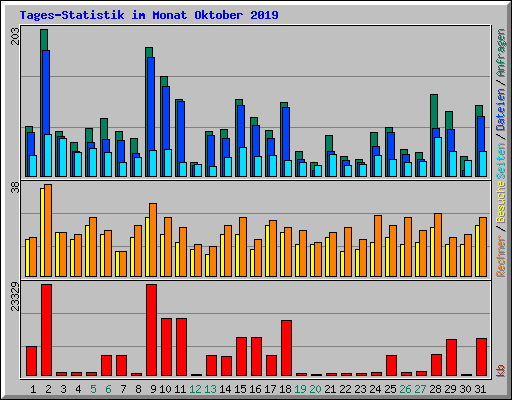 Tages-Statistik im Monat Oktober 2019
203
Seiten / Dateien / Anfragen
38
Rechner / Besuche
23329
kb
1 2 3 4 5 6 7 8 9 10 11 12 13 14 15 16 17 18 19 20 21 22 23 24 25 26 27 28 29 30 31